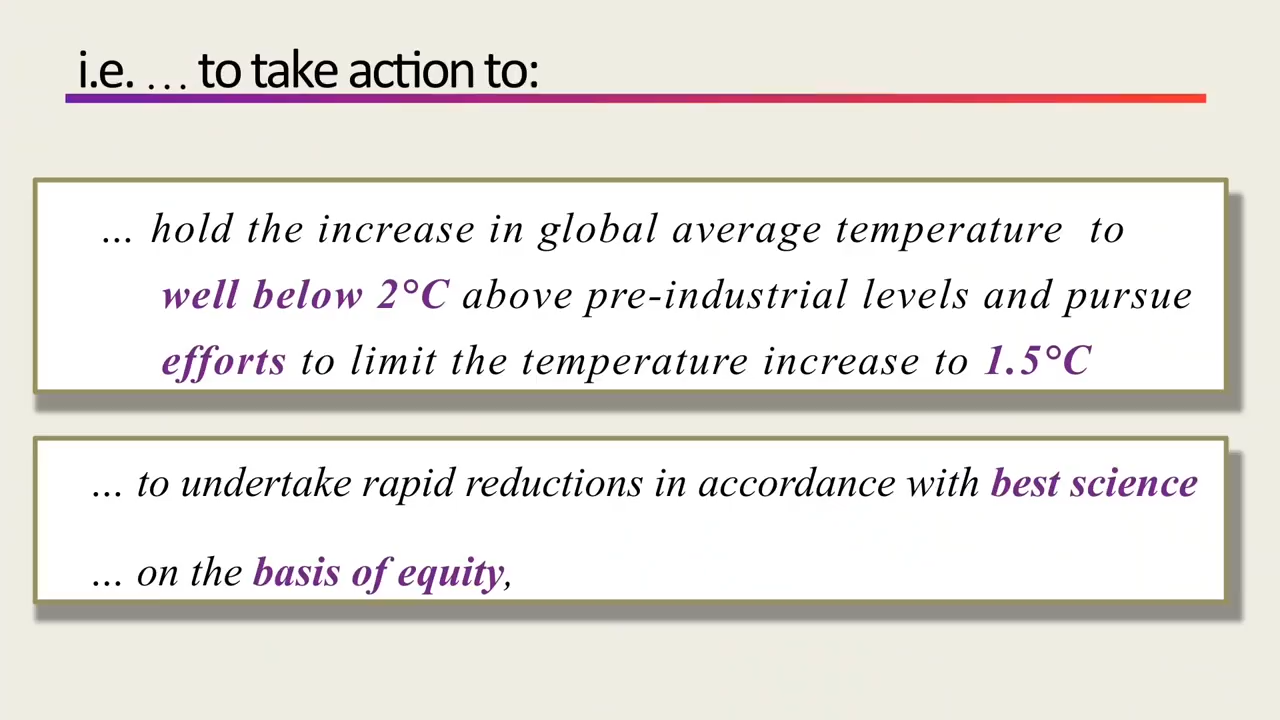 i.e. ... to take action to:
... hold the increase in global average temperature to
well below 2°C above pre-industrial levels and pursue
efforts to limit the temperature increase to 1.5°C
... to undertake rapid reductions in accordance with best science
... on the basis of equity,